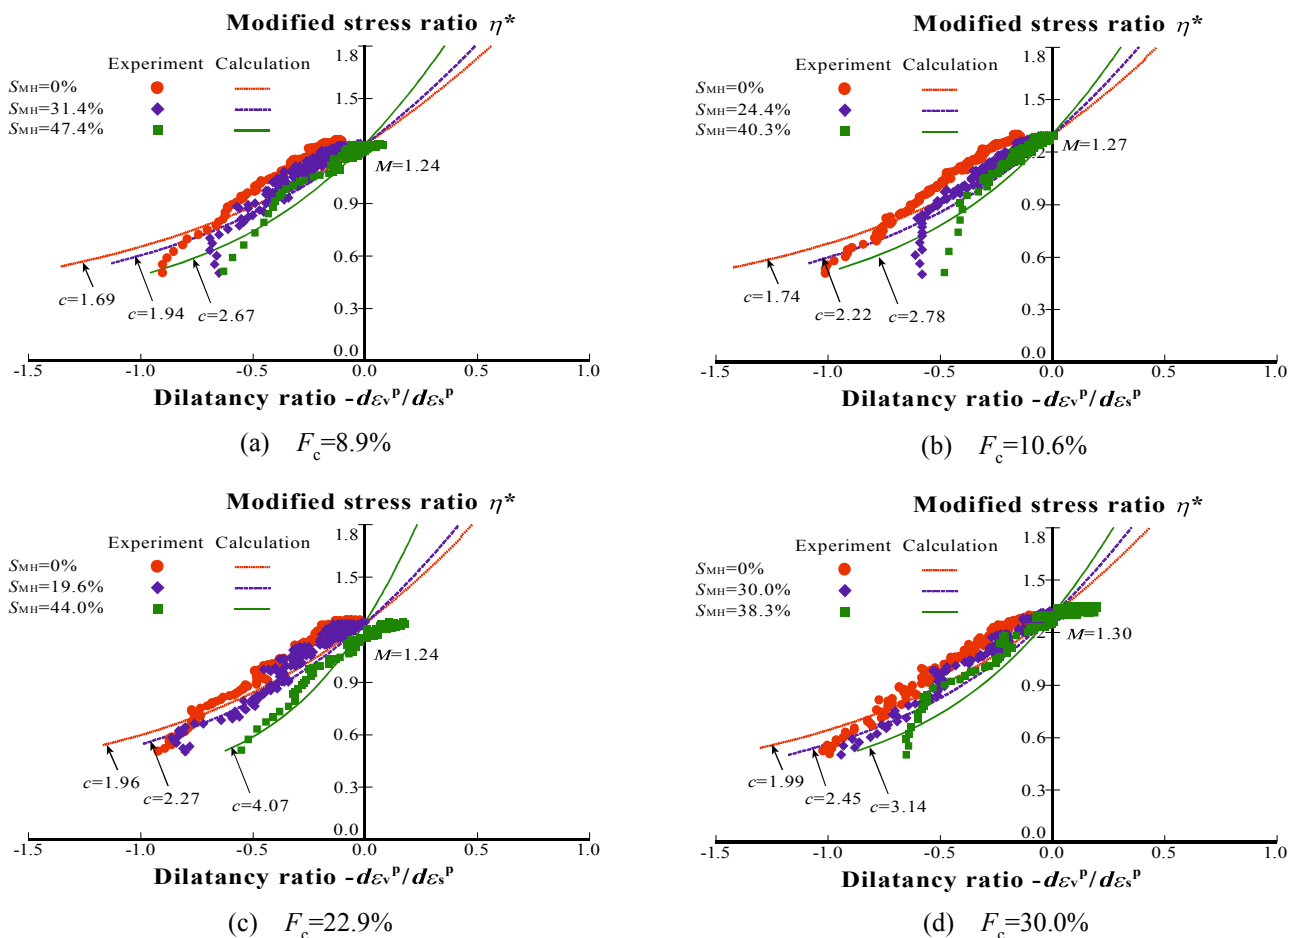 Modified stress ratio η*
1.8
Experiment Calculation
SMH=0%
SMH=31.4%
SMH=47.4%
1.5
M=1.24
0.9
0.6
0.3
0.0
c=1.69
c=1.94
c=2.67
-1.5 -1.0 -0.5 0.0 0.5 1.0
Dilatancy ratio -dεvᵖ/dεsᵖ
(a) Fc=8.9%
Modified stress ratio η*
1.8
Experiment Calculation
SMH=0%
SMH=24.4%
SMH=40.3%
1.5
1.2
M=1.27
0.9
0.6
0.3
0.0
c=1.74
c=2.22
c=2.78
-1.5 -1.0 -0.5 0.0 0.5 1.0
Dilatancy ratio -dεvᵖ/dεsᵖ
(b) Fc=10.6%
Modified stress ratio η*
1.8
Experiment Calculation
SMH=0%
SMH=19.6%
SMH=44.0%
1.5
M=1.24
0.9
0.6
0.3
0.0
c=1.96
c=2.27
c=4.07
-1.5 -1.0 -0.5 0.0 0.5 1.0
Dilatancy ratio -dεvᵖ/dεsᵖ
(c) Fc=22.9%
Modified stress ratio η*
1.8
Experiment Calculation
SMH=0%
SMH=30.0%
SMH=38.3%
1.5
1.2
M=1.30
0.9
0.6
0.3
0.0
c=1.99
c=2.45
c=3.14
-1.5 -1.0 -0.5 0.0 0.5 1.0
Dilatancy ratio -dεvᵖ/dεsᵖ
(d) Fc=30.0%